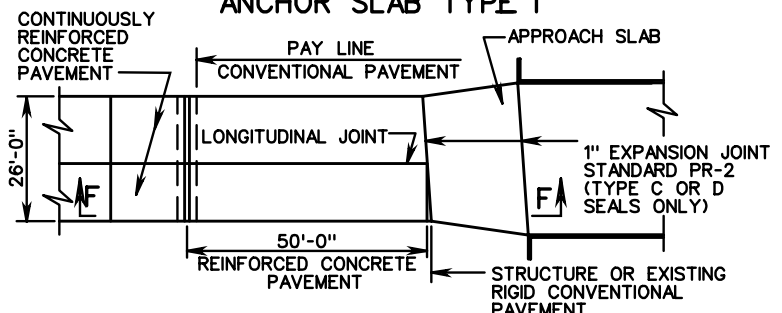 ANCHOR SLAB TYPE I
CONTINUOUSLY
REINFORCED
CONCRETE
PAVEMENT
PAY LINE
CONVENTIONAL PAVEMENT
APPROACH SLAB
26'-0"
LONGITUDINAL JOINT
1" EXPANSION JOINT
STANDARD PR-2
(TYPE C OR D
SEALS ONLY)
F
F
50'-0"
REINFORCED CONCRETE
PAVEMENT
STRUCTURE OR EXISTING
RIGID CONVENTIONAL
PAVEMENT